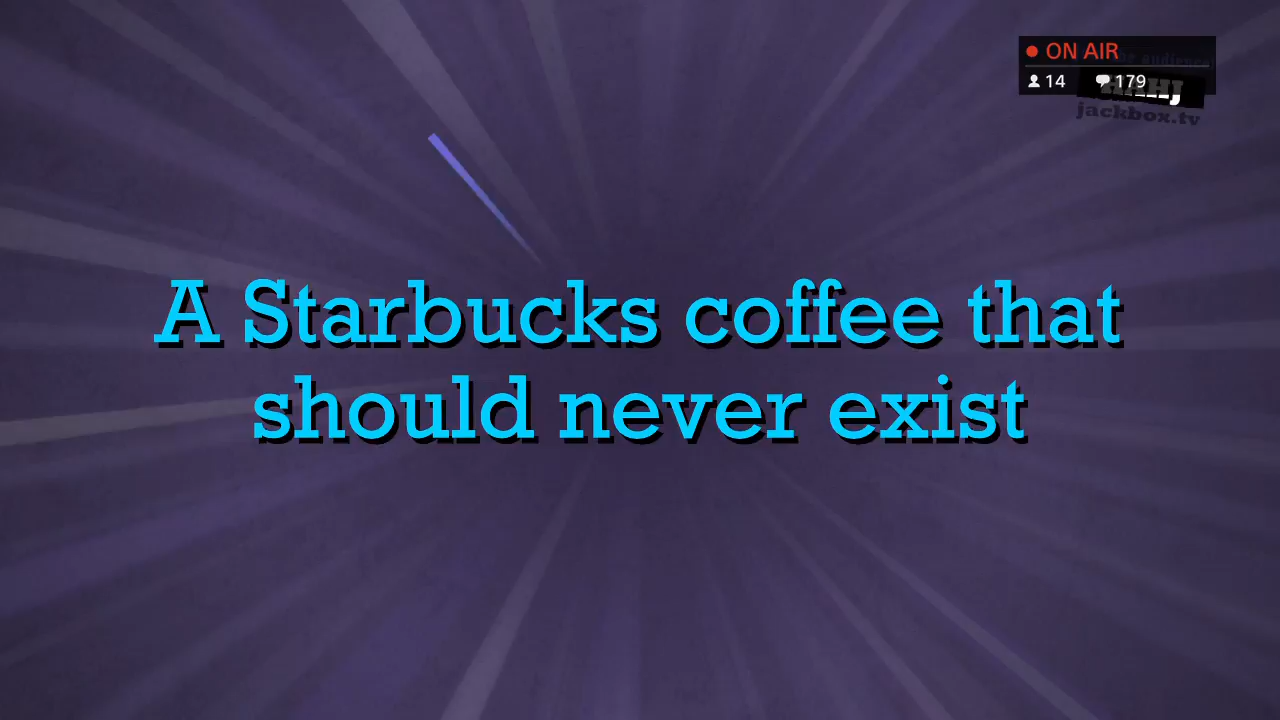 ON AIR
14 179
jackbox.tv
A Starbucks coffee that
should never exist